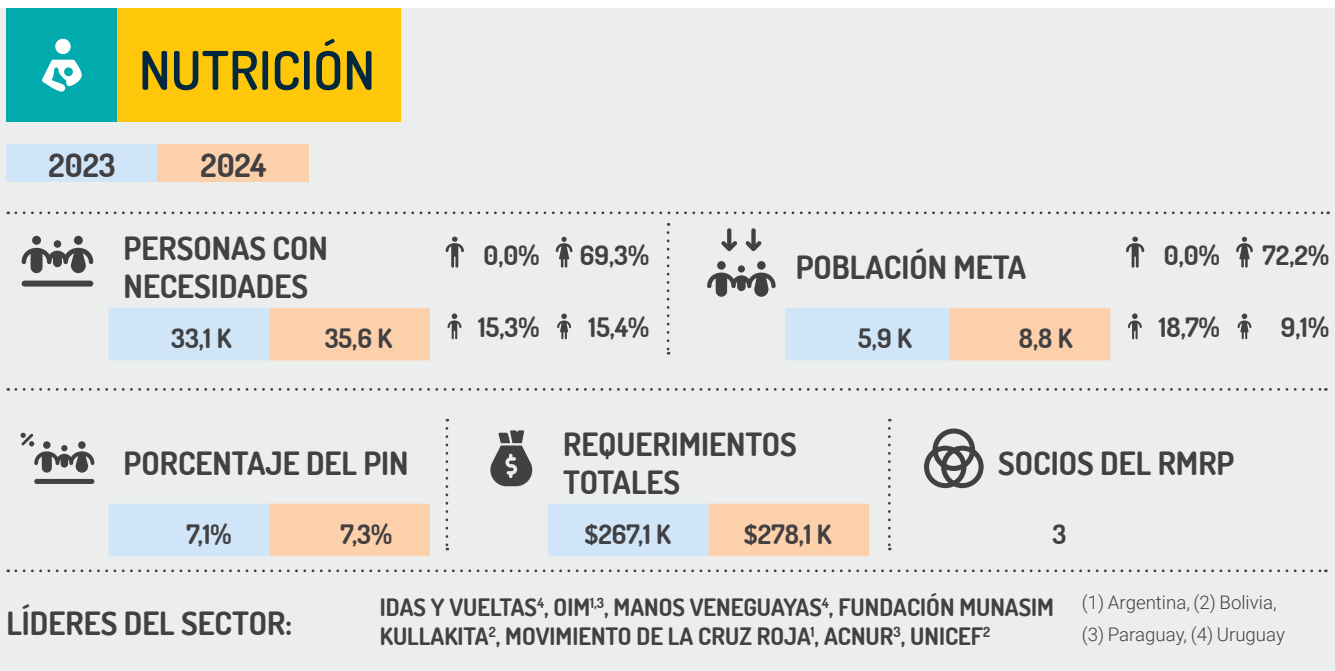 NUTRICIÓN
2023 2024
PERSONAS CON
NECESIDADES
33,1 K 35,6 K
0,0% 69,3%
15,3% 15,4%
POBLACIÓN META
5,9 K 8,8 K
0,0% 72,2%
18,7% 9,1%
%
PORCENTAJE DEL PIN
7,1% 7,3%
$
REQUERIMIENTOS
TOTALES
$267,1 K $278,1 K
SOCIOS DEL RMRP
3
LÍDERES DEL SECTOR:
IDAS Y VUELTAS⁴, OIM¹,³, MANOS VENEGUAYAS⁴, FUNDACIÓN MUNASIM
KULLAKITA², MOVIMIENTO DE LA CRUZ ROJA¹, ACNUR³, UNICEF²
(1) Argentina, (2) Bolivia,
(3) Paraguay, (4) Uruguay